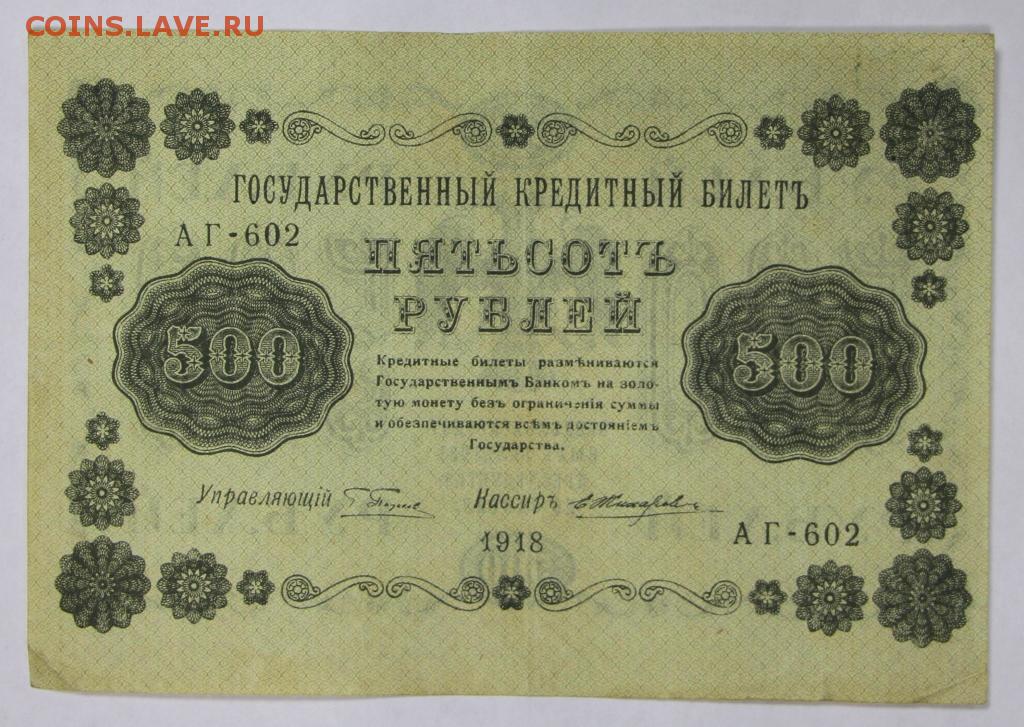 COINS.LAVE.RU
ГОСУДАРСТВЕННЫЙ КРЕДИТНЫЙ БИЛЕТЪ
АГ-602
ПЯТЬСОТЪ
РУБЛЕЙ
500
500
Кредитные билеты размѣниваются
Государственнымъ Банкомъ на золо-
тую монету безъ ограниченія суммы
и обезпечиваются всѣмъ достояніемъ
Государства.
Управляющій
Кассиръ
1918
АГ-602